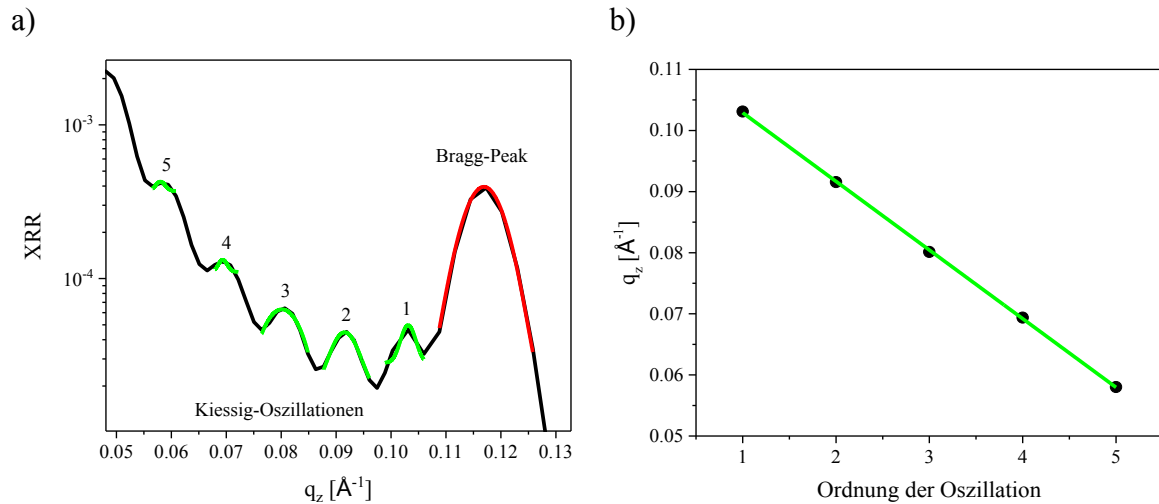 a)
XRR
10⁻³
10⁻⁴
5
4
3
2
1
Bragg-Peak
Kiessig-Oszillationen
0.05 0.06 0.07 0.08 0.09 0.10 0.11 0.12 0.13
q_z [Å⁻¹]
b)
q_z [Å⁻¹]
0.11
0.10
0.09
0.08
0.07
0.06
0.05
1 2 3 4 5
Ordnung der Oszillation